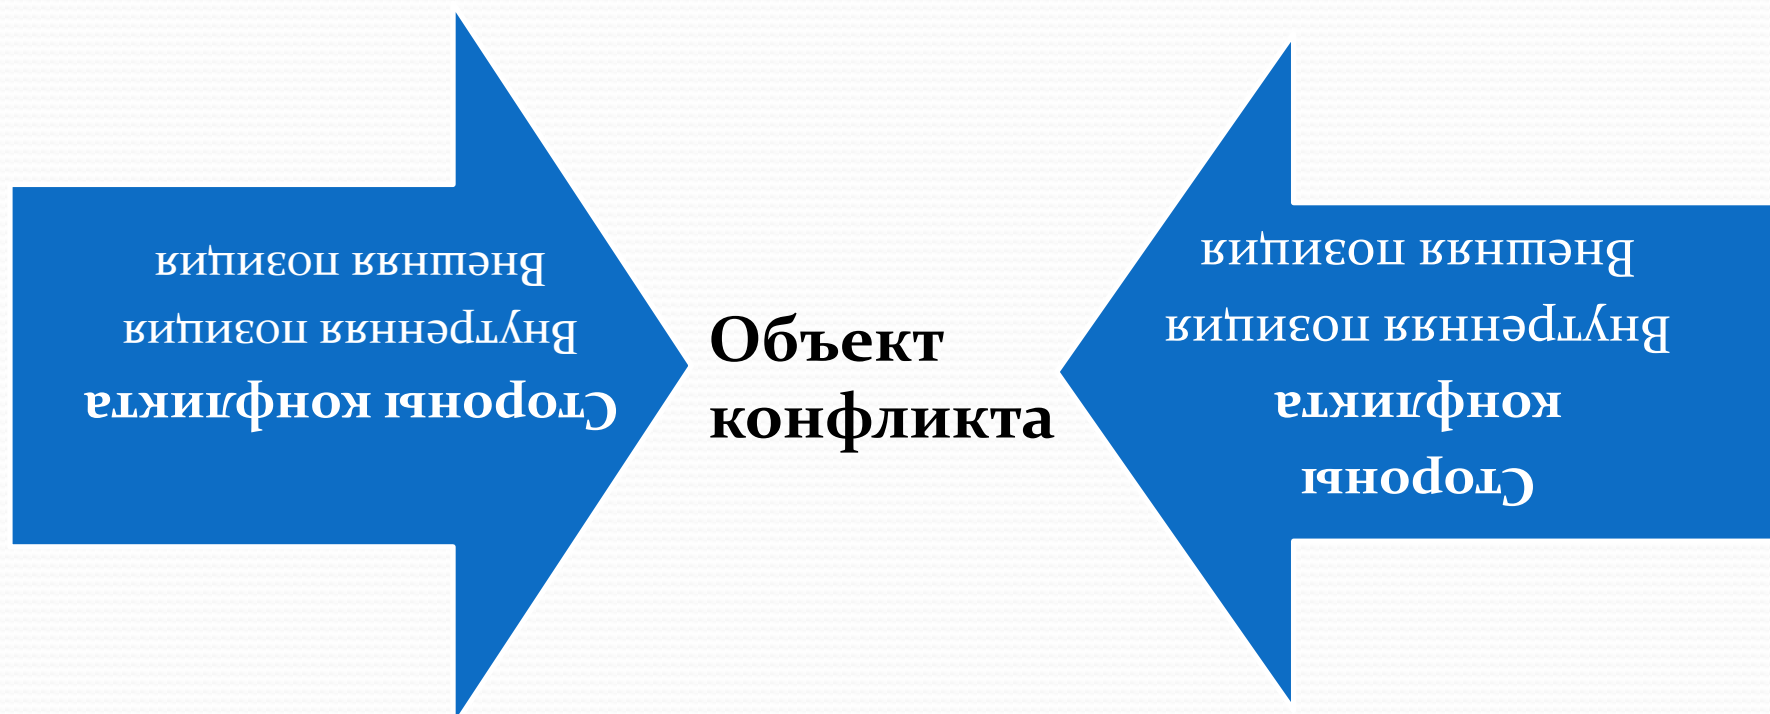 Стороны конфликта
Внутренняя позиция
Внешняя позиция
Объект
конфликта
Стороны
конфликта
Внутренняя позиция
Внешняя позиция